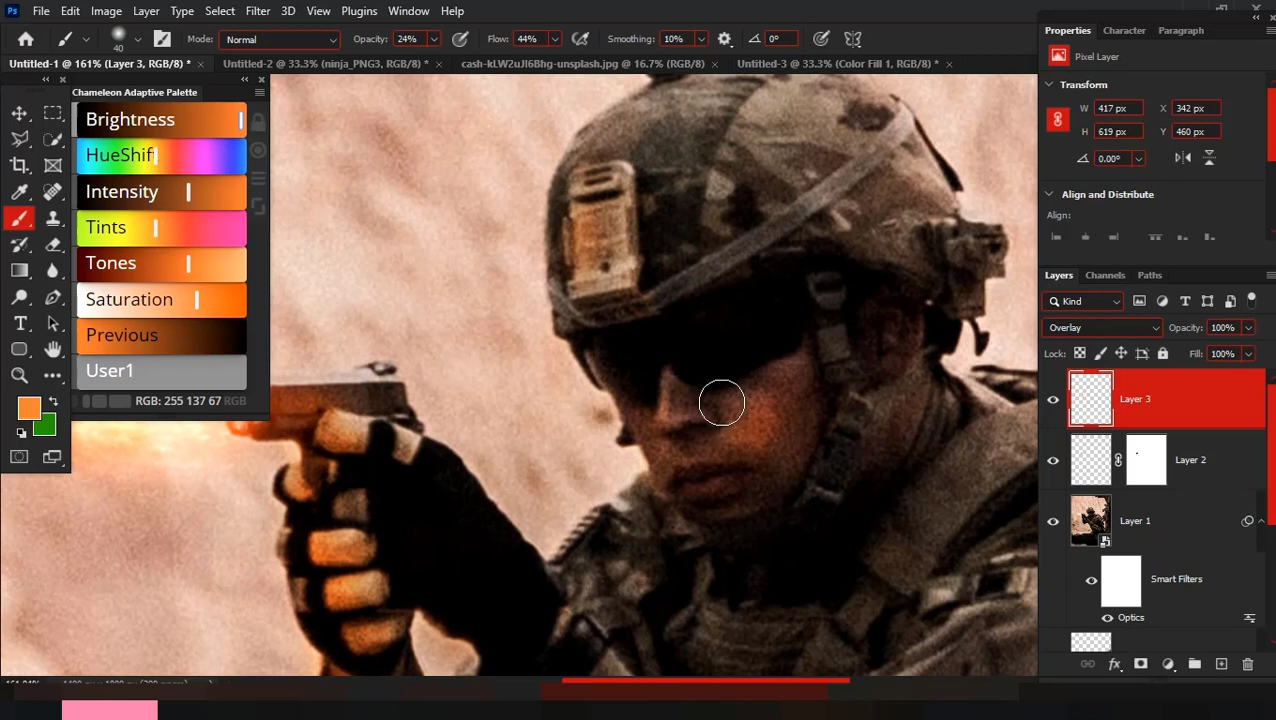 Ps File Edit Image Layer Type Select Filter 3D View Plugins Window Help
40 Mode: Normal Opacity: 24% Flow: 44% Smoothing: 10% 0°
Untitled-1 @ 161% (Layer 3, RGB/8) * × Untitled-2 @ 33.3% (ninja_PNG3, RGB/8) * × cash-kLW2uJl6Bhg-unsplash.jpg @ 16.7% (RGB/8) × Untitled-3 @ 33.3% (Color Fill 1, RGB/8) * ×
Chameleon Adaptive Palette
Brightness
HueShift
Intensity
Tints
Tones
Saturation
Previous
User1
RGB: 255 137 67 RGB
Properties Character Paragraph
Pixel Layer
Transform
W 417 px X 342 px
H 619 px Y 460 px
0.00°
Align and Distribute
Align:
Layers Channels Paths
Kind
Overlay Opacity: 100%
Lock: Fill: 100%
Layer 3
Layer 2
Layer 1
Smart Filters
Optics